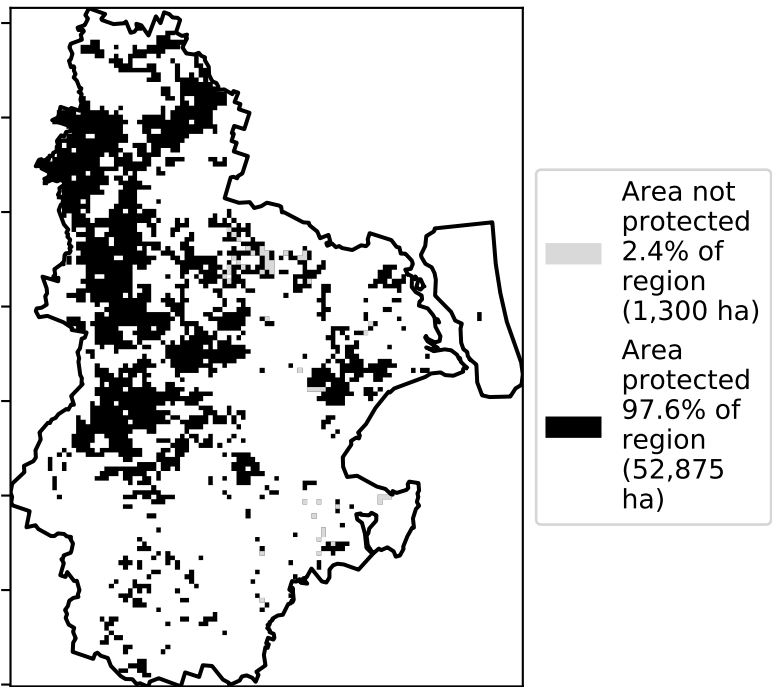 Area not
protected
2.4% of
region
(1,300 ha)
Area
protected
97.6% of
region
(52,875
ha)